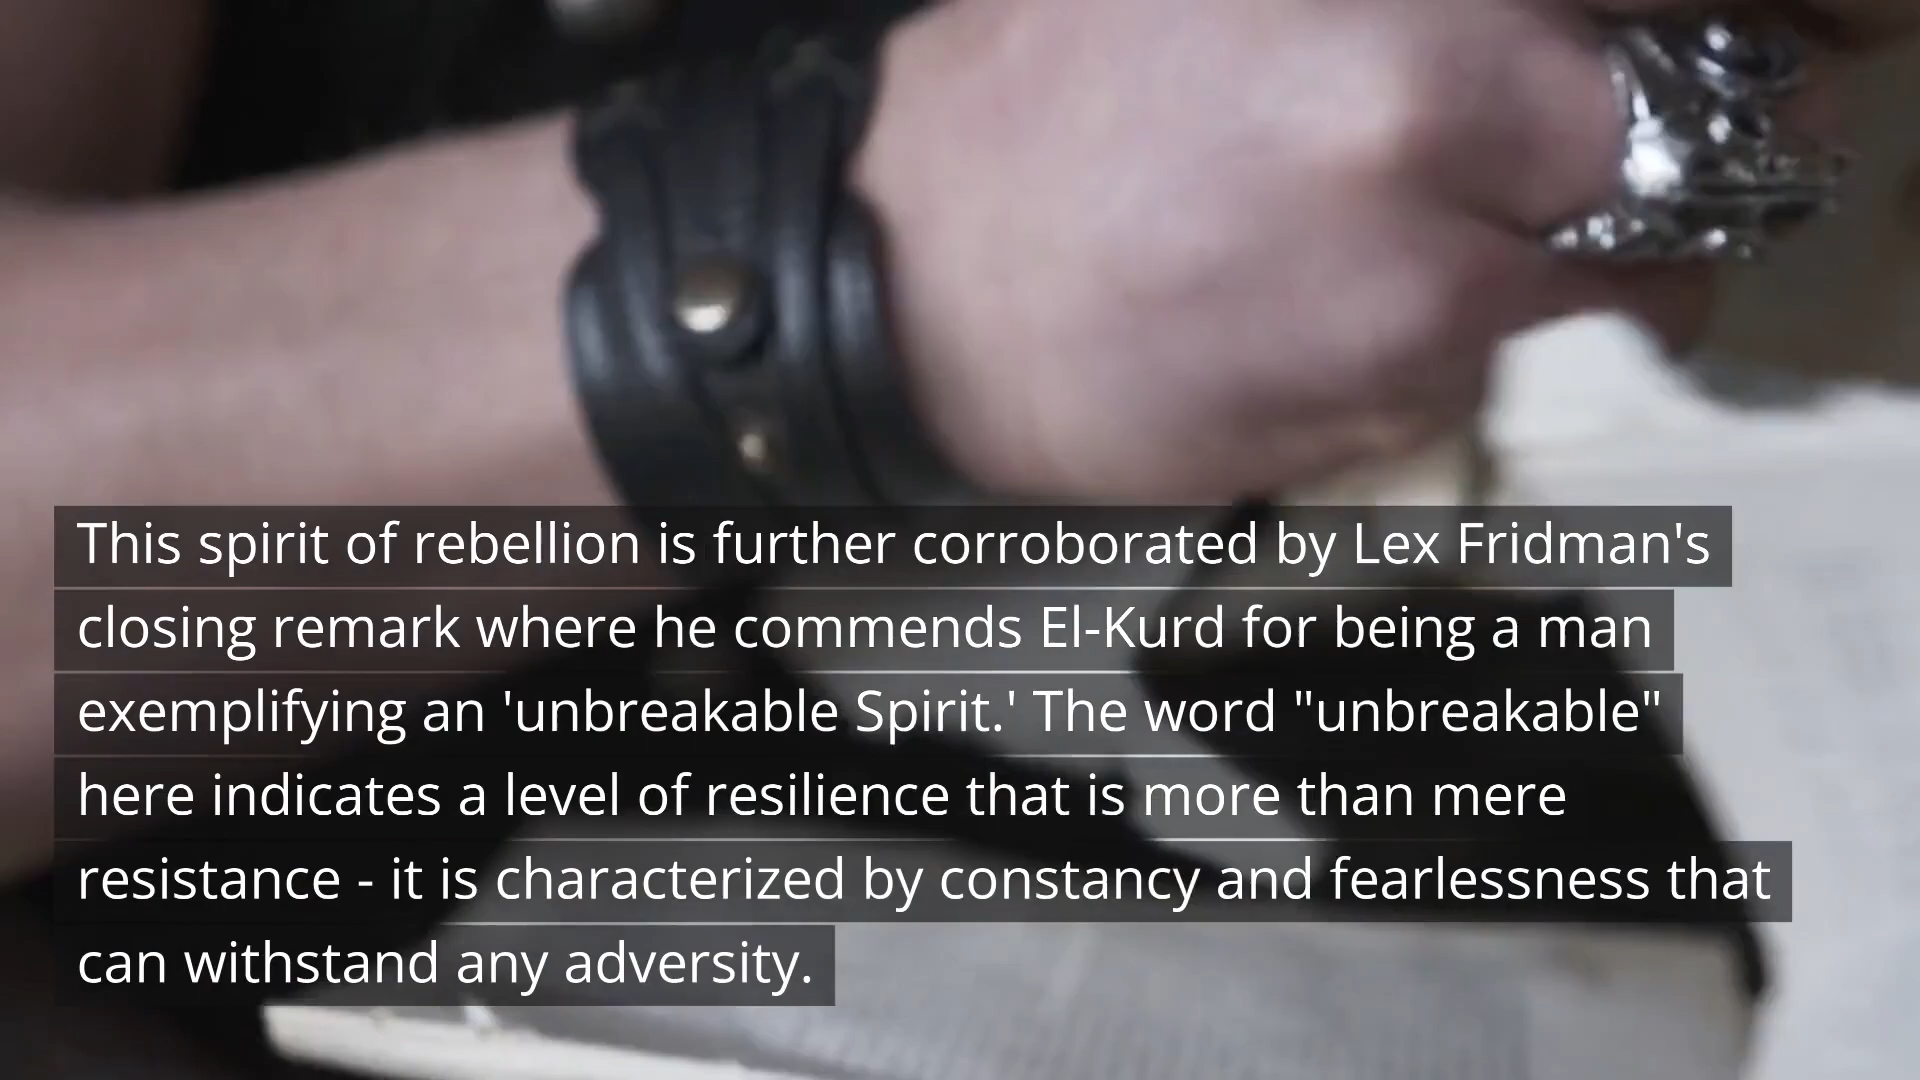 This spirit of rebellion is further corroborated by Lex Fridman's
closing remark where he commends El-Kurd for being a man
exemplifying an 'unbreakable Spirit.' The word "unbreakable"
here indicates a level of resilience that is more than mere
resistance - it is characterized by constancy and fearlessness that
can withstand any adversity.